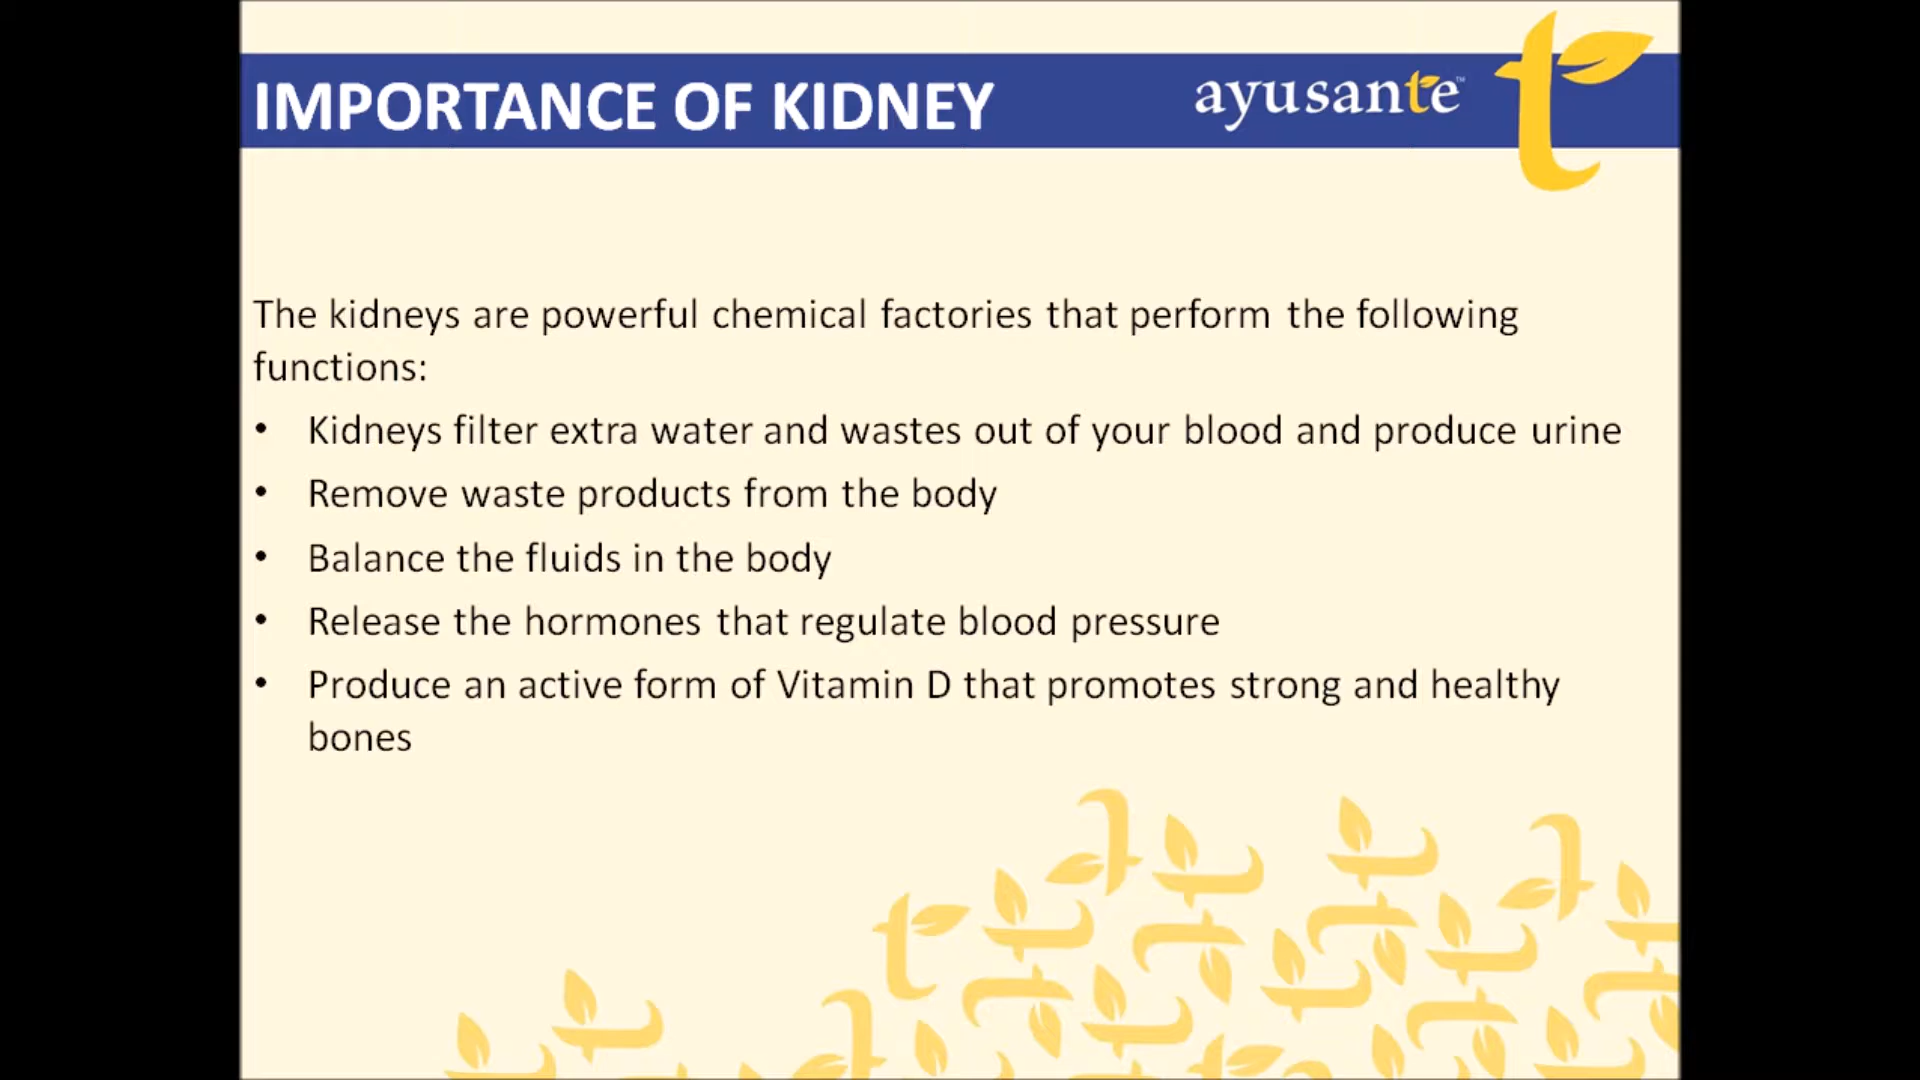 IMPORTANCE OF KIDNEY
ayusante™
The kidneys are powerful chemical factories that perform the following
functions:
• Kidneys filter extra water and wastes out of your blood and produce urine
• Remove waste products from the body
• Balance the fluids in the body
• Release the hormones that regulate blood pressure
• Produce an active form of Vitamin D that promotes strong and healthy
bones